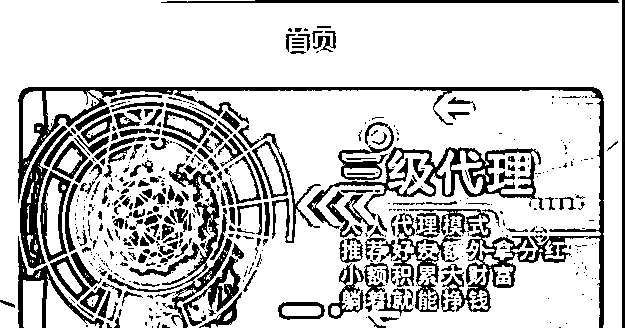 首页
三级代理
人人代理模式
推荐好友额外拿分红
小额积累大财富
躺着就能挣钱